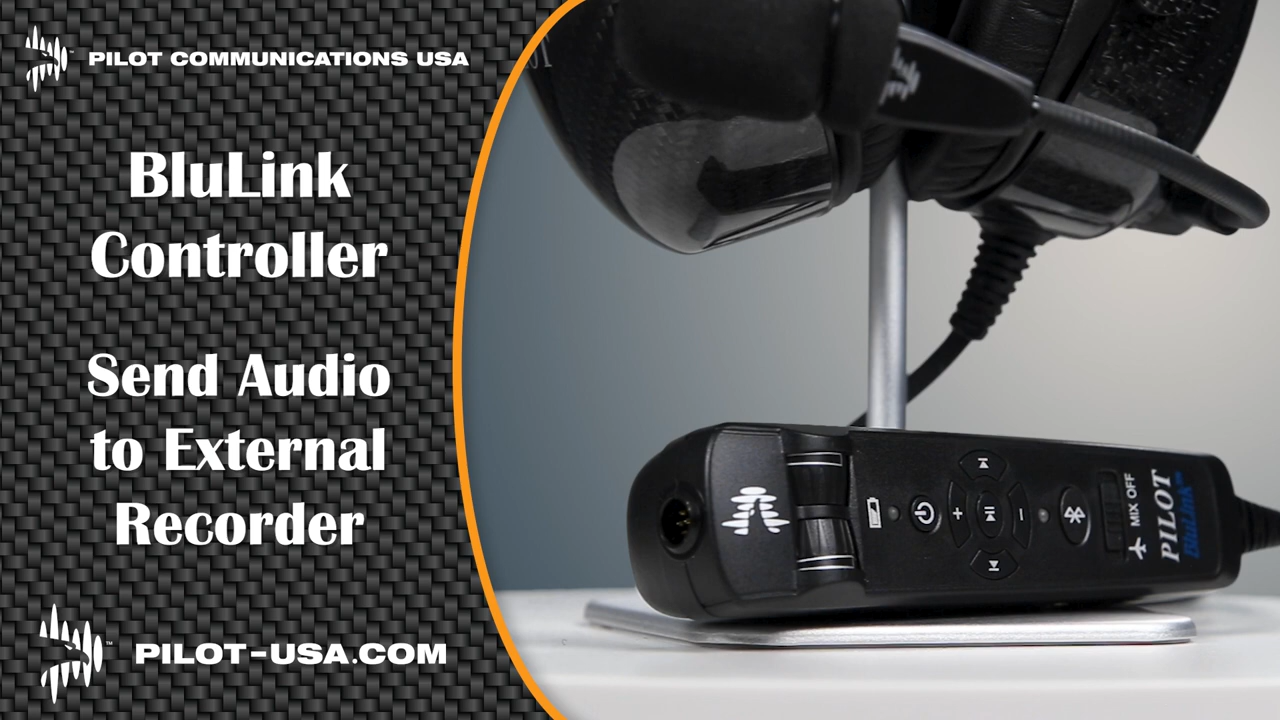 PILOT COMMUNICATIONS USA
BluLink
Controller
Send Audio
to External
Recorder
PILOT-USA.COM
MIX OFF
PILOT
BluLink